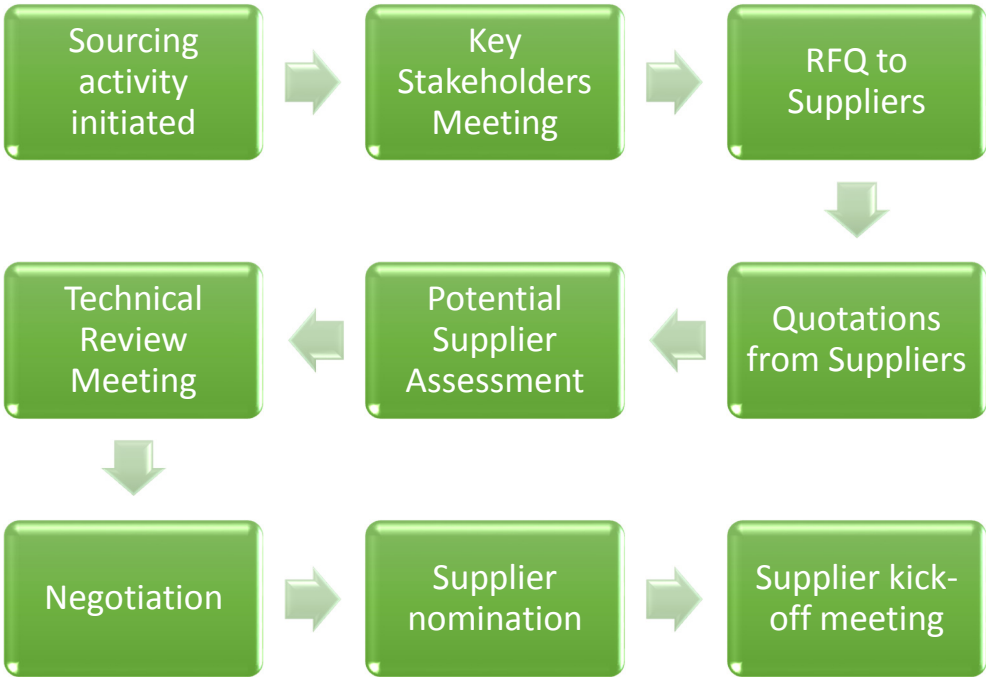 Sourcing
activity
initiated
Key
Stakeholders
Meeting
RFQ to
Suppliers
Quotations
from Suppliers
Potential
Supplier
Assessment
Technical
Review
Meeting
Negotiation
Supplier
nomination
Supplier kick-
off meeting